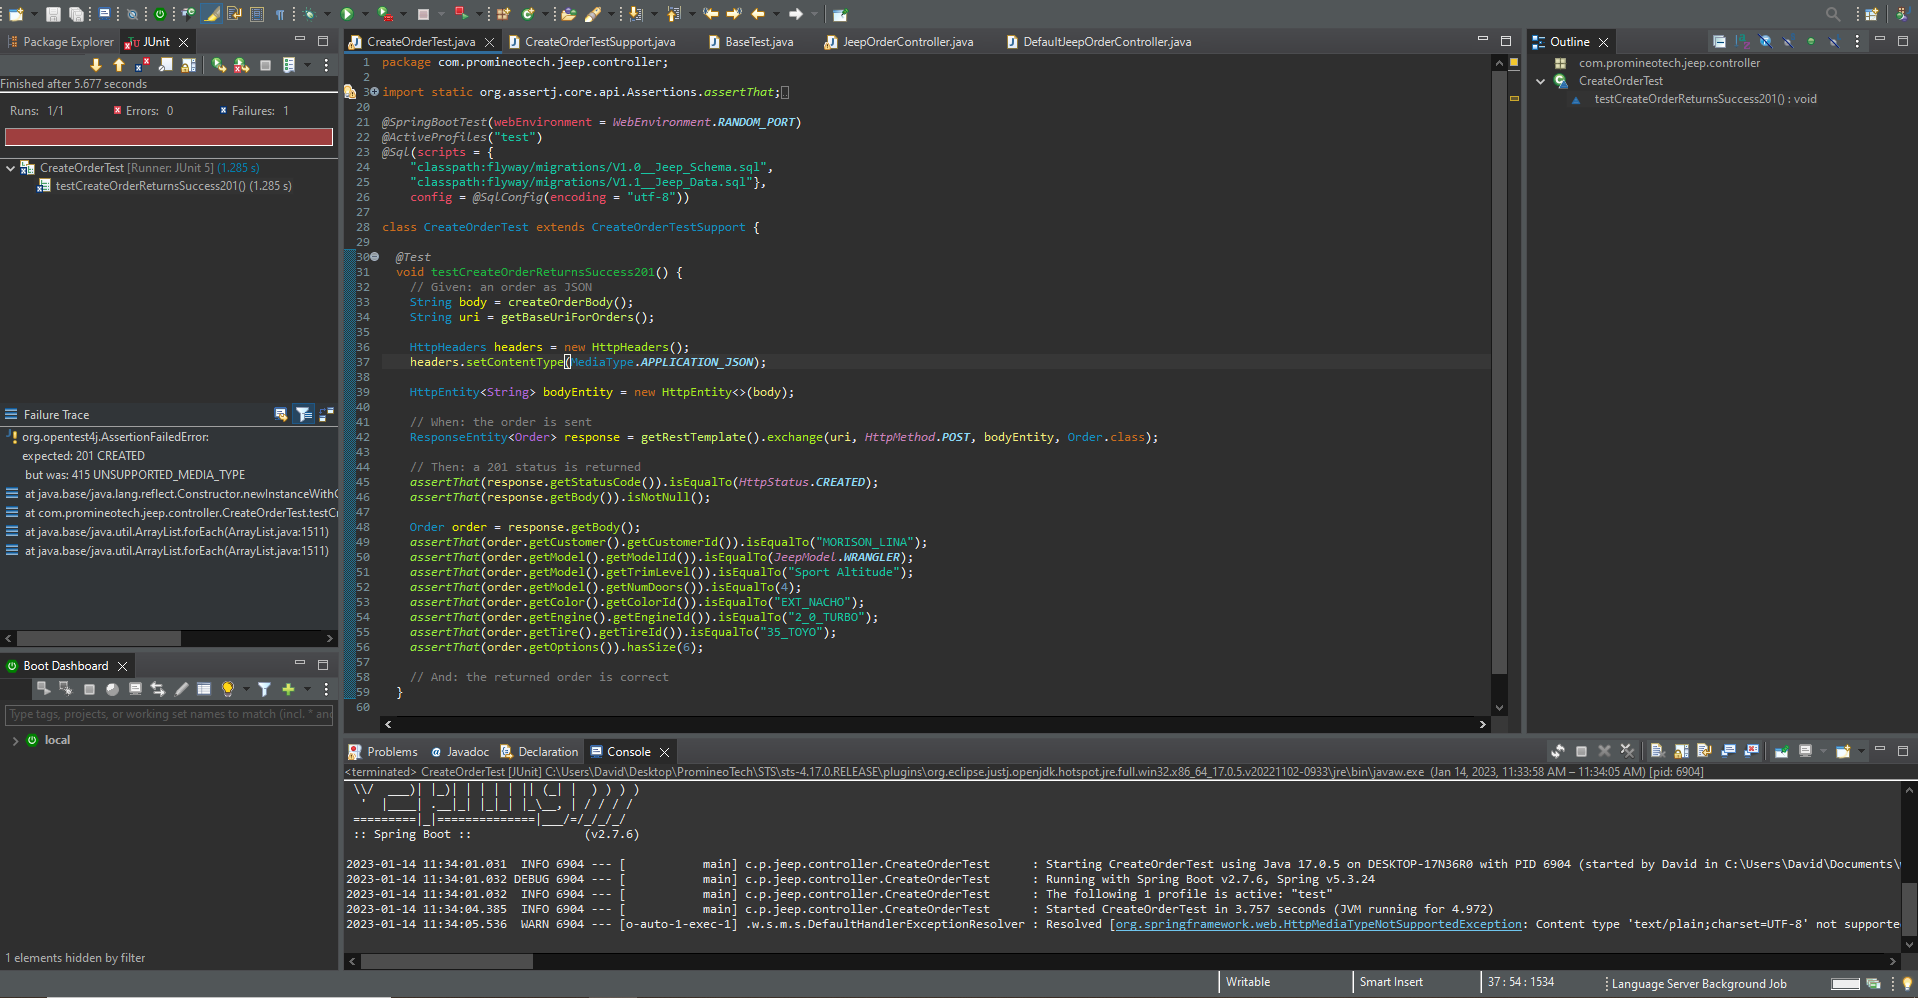 Package Explorer
JUnit
Finished after 5.677 seconds
Runs: 1/1
Errors: 0
Failures: 1
CreateOrderTest [Runner: JUnit 5] (1.285 s)
testCreateOrderReturnsSuccess201() (1.285 s)
Failure Trace
org.opentest4j.AssertionFailedError:
expected: 201 CREATED
but was: 415 UNSUPPORTED_MEDIA_TYPE
at java.base/java.lang.reflect.Constructor.newInstanceWithC
at com.promineotech.jeep.controller.CreateOrderTest.testCr
at java.base/java.util.ArrayList.forEach(ArrayList.java:1511)
at java.base/java.util.ArrayList.forEach(ArrayList.java:1511)
Boot Dashboard
Type tags, projects, or working set names to match (incl. * and
local
1 elements hidden by filter
CreateOrderTest.java
CreateOrderTestSupport.java
BaseTest.java
JeepOrderController.java
DefaultJeepOrderController.java
1 package com.promineotech.jeep.controller;
2
3 import static org.assertj.core.api.Assertions.assertThat;
20
21 @SpringBootTest(webEnvironment = WebEnvironment.RANDOM_PORT)
22 @ActiveProfiles("test")
23 @Sql(scripts = {
24 "classpath:flyway/migrations/V1.0__Jeep_Schema.sql",
25 "classpath:flyway/migrations/V1.1__Jeep_Data.sql"},
26 config = @SqlConfig(encoding = "utf-8"))
27
28 class CreateOrderTest extends CreateOrderTestSupport {
29
30 @Test
31 void testCreateOrderReturnsSuccess201() {
32 // Given: an order as JSON
33 String body = createOrderBody();
34 String uri = getBaseUriForOrders();
35
36 HttpHeaders headers = new HttpHeaders();
37 headers.setContentType(MediaType.APPLICATION_JSON);
38
39 HttpEntity<String> bodyEntity = new HttpEntity<>(body);
40
41 // When: the order is sent
42 ResponseEntity<Order> response = getRestTemplate().exchange(uri, HttpMethod.POST, bodyEntity, Order.class);
43
44 // Then: a 201 status is returned
45 assertThat(response.getStatusCode()).isEqualTo(HttpStatus.CREATED);
46 assertThat(response.getBody()).isNotNull();
47
48 Order order = response.getBody();
49 assertThat(order.getCustomer().getCustomerId()).isEqualTo("MORISON_LINA");
50 assertThat(order.getModel().getModelId()).isEqualTo(JeepModel.WRANGLER);
51 assertThat(order.getModel().getTrimLevel()).isEqualTo("Sport Altitude");
52 assertThat(order.getModel().getNumDoors()).isEqualTo(4);
53 assertThat(order.getColor().getColorId()).isEqualTo("EXT_NACHO");
54 assertThat(order.getEngine().getEngineId()).isEqualTo("2_0_TURBO");
55 assertThat(order.getTire().getTireId()).isEqualTo("35_TOYO");
56 assertThat(order.getOptions()).hasSize(6);
57
58 // And: the returned order is correct
59 }
60
Outline
com.promineotech.jeep.controller
CreateOrderTest
testCreateOrderReturnsSuccess201() : void
Problems
Javadoc
Declaration
Console
<terminated> CreateOrderTest [JUnit] C:\Users\David\Desktop\PromineoTech\STS\sts-4.17.0.RELEASE\plugins\org.eclipse.justj.openjdk.hotspot.jre.full.win32.x86_64_17.0.5.v20221102-0933\jre\bin\javaw.exe (Jan 14, 2023, 11:33:58 AM – 11:34:05 AM) [pid: 6904]
\\/ ___)| |_)| | | | | || (_| | ) ) ) )
' |____| .__|_| |_|_| |_\__, | / / / /
=========|_|==============|___/=/_/_/_/
:: Spring Boot :: (v2.7.6)
2023-01-14 11:34:01.031 INFO 6904 --- [ main] c.p.jeep.controller.CreateOrderTest : Starting CreateOrderTest using Java 17.0.5 on DESKTOP-17N36R0 with PID 6904 (started by David in C:\Users\David\Documents\
2023-01-14 11:34:01.032 DEBUG 6904 --- [ main] c.p.jeep.controller.CreateOrderTest : Running with Spring Boot v2.7.6, Spring v5.3.24
2023-01-14 11:34:01.032 INFO 6904 --- [ main] c.p.jeep.controller.CreateOrderTest : The following 1 profile is active: "test"
2023-01-14 11:34:04.385 INFO 6904 --- [ main] c.p.jeep.controller.CreateOrderTest : Started CreateOrderTest in 3.757 seconds (JVM running for 4.972)
2023-01-14 11:34:05.536 WARN 6904 --- [o-auto-1-exec-1] .w.s.m.s.DefaultHandlerExceptionResolver : Resolved [org.springframework.web.HttpMediaTypeNotSupportedException: Content type 'text/plain;charset=UTF-8' not supporte
Writable
Smart Insert
37 : 54 : 1534
Language Server Background Job